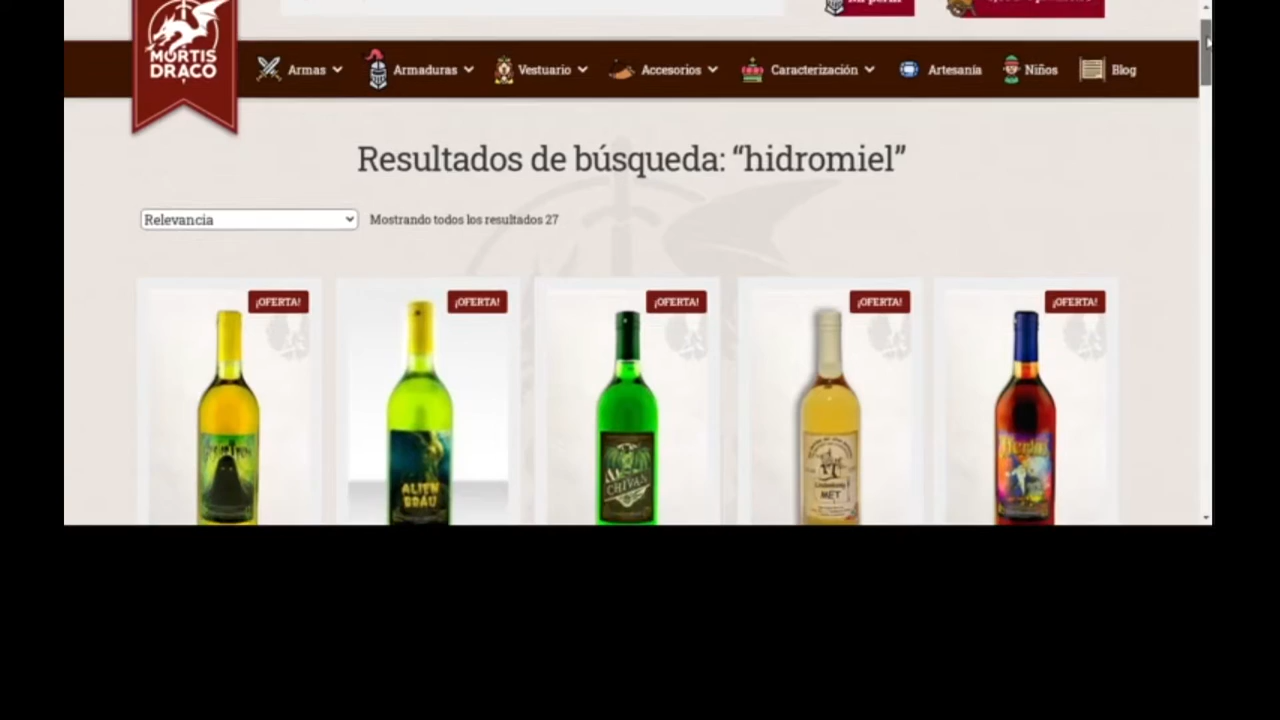 MORTIS
DRACO
Armas
Armaduras
Vestuario
Accesorios
Caracterización
Artesanía
Niños
Blog
Resultados de búsqueda: “hidromiel”
Relevancia
Mostrando todos los resultados 27
¡OFERTA!
¡OFERTA!
¡OFERTA!
¡OFERTA!
¡OFERTA!
ALIEN
BRÄU
CHIVAN
MET